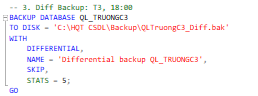 -- 3. Diff Backup: T3, 18:00
BACKUP DATABASE QL_TRUONGC3
TO DISK = 'C:\HQT CSDL\Backup\QLTruongC3_Diff.bak'
WITH
DIFFERENTIAL,
NAME = 'Differential backup QL_TRUONGC3',
SKIP,
STATS = 5;
GO